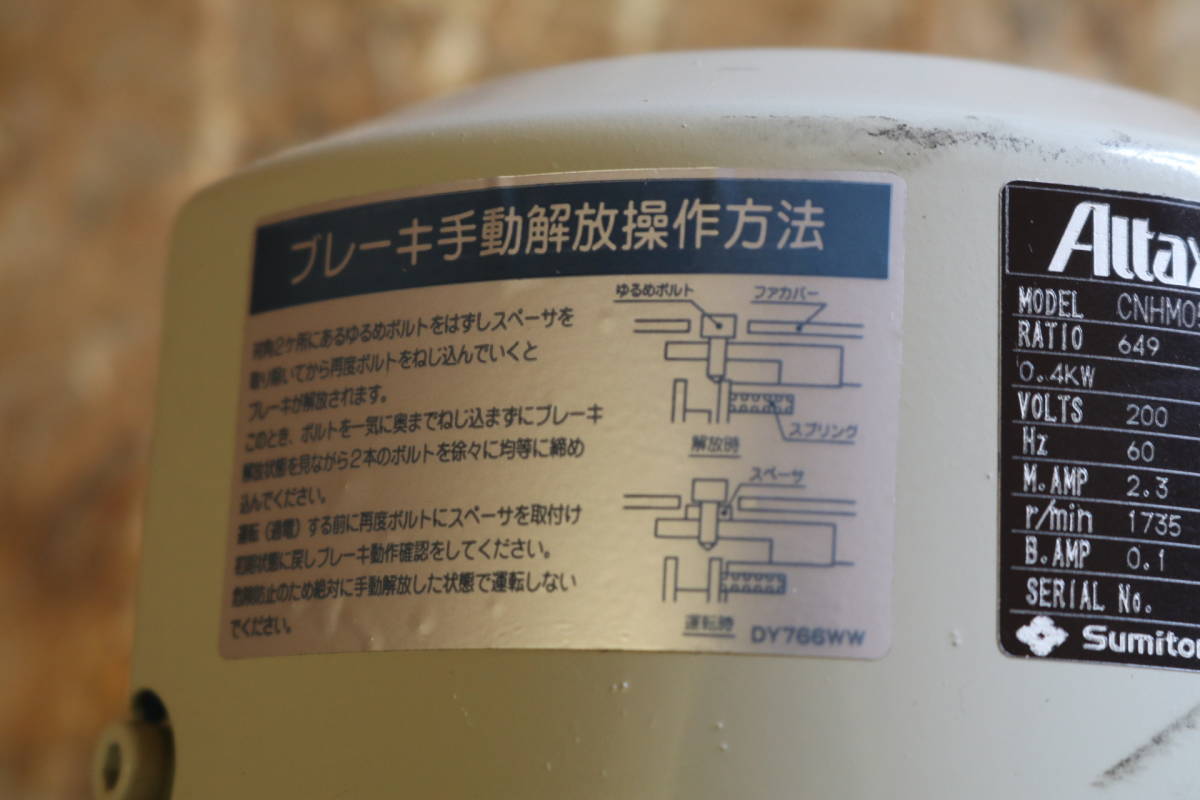 ブレーキ手動解放操作方法
対角2ケ所にあるゆるめボルトをはずしスペーサを
取り除いてから再度ボルトをねじ込んでいくと
ブレーキが解放されます。
このとき、ボルトを一気に奥までねじ込まずにブレーキ
解放状態を見ながら2本のボルトを徐々に均等に締め
込んでください。
運転（通電）する前に再度ボルトにスペーサを取付け
初期状態に戻しブレーキ動作確認をしてください。
危険防止のため絶対に手動解放した状態で運転しない
でください。
ゆるめボルト
ファカバー
スプリング
解放時
スペーサ
運転時
DY766WW
Altax
MODEL CNHM0
RATIO 649
0.4KW
VOLTS 200
Hz 60
M.AMP 2.3
r/min 1735
B.AMP 0.1
SERIAL No.
Sumito